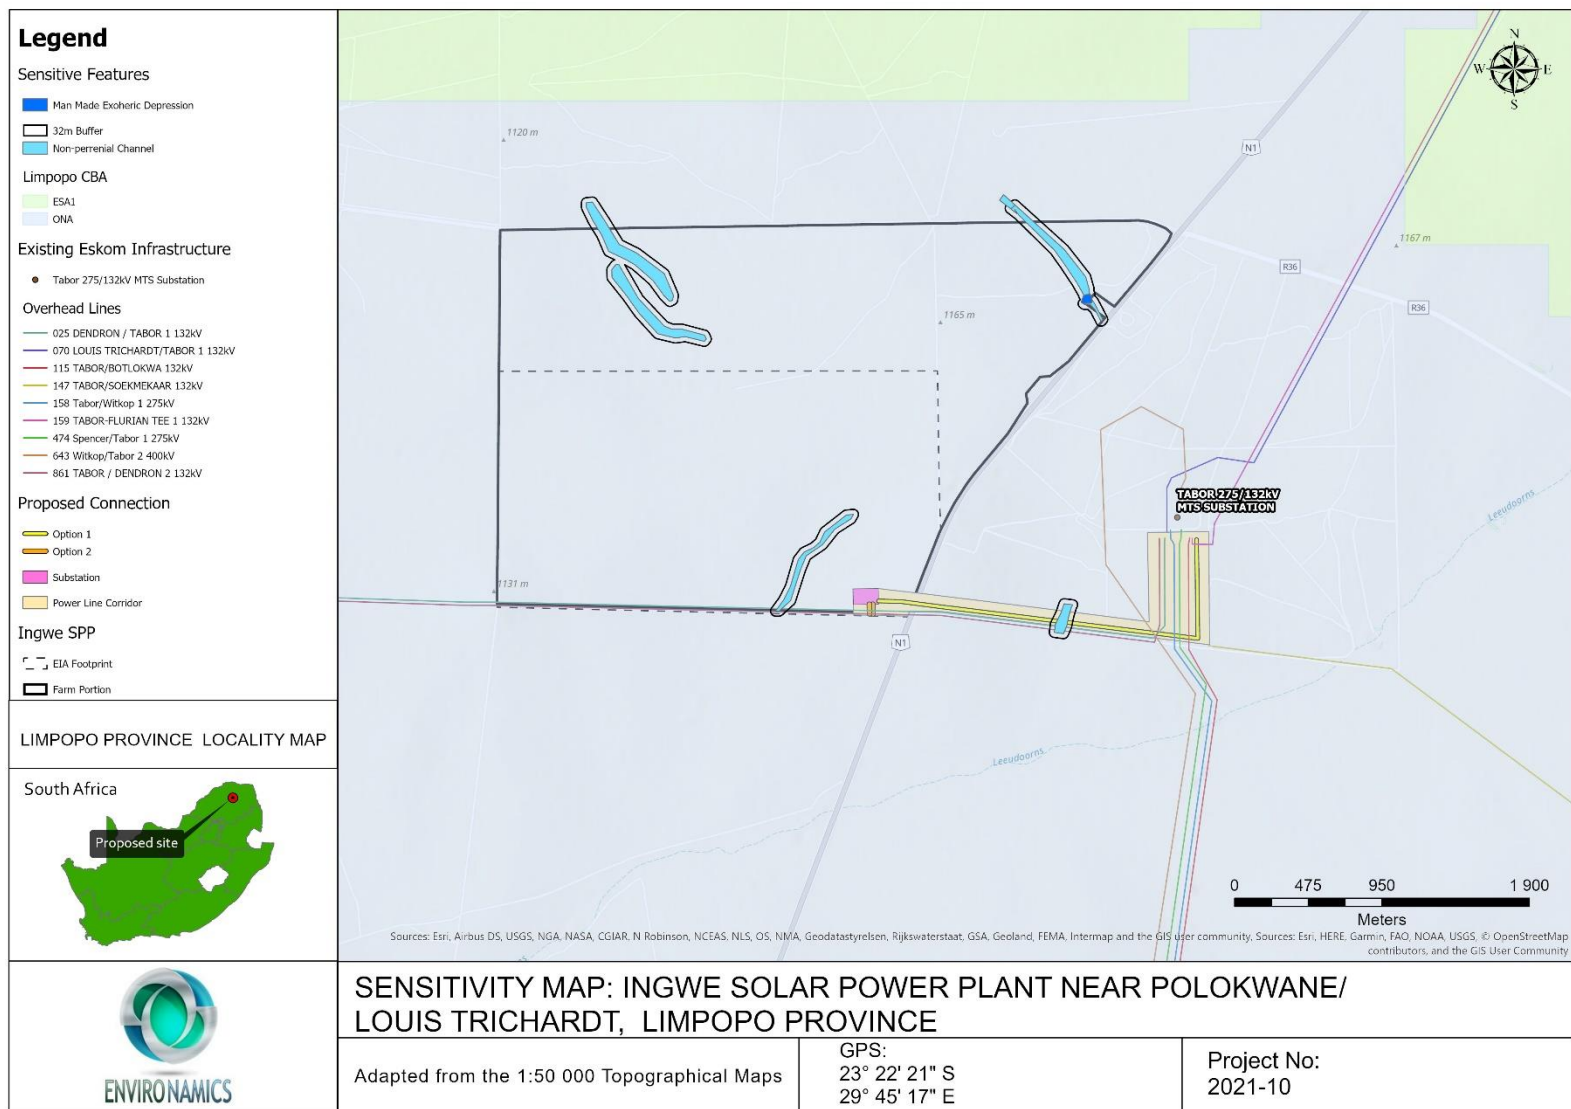 Legend
Sensitive Features
Man Made Exoheric Depression
32m Buffer
Non-perrenial Channel
Limpopo CBA
ESA1
ONA
Existing Eskom Infrastructure
Tabor 275/132kV MTS Substation
Overhead Lines
025 DENDRON / TABOR 1 132kV
070 LOUIS TRICHARDT/TABOR 1 132kV
115 TABOR/BOTLOKWA 132kV
147 TABOR/SOEKMEKAAR 132kV
158 Tabor/Witkop 1 275kV
159 TABOR-FLURIAN TEE 1 132kV
474 Spencer/Tabor 1 275kV
643 Witkop/Tabor 2 400kV
861 TABOR / DENDRON 2 132kV
Proposed Connection
Option 1
Option 2
Substation
Power Line Corridor
Ingwe SPP
EIA Footprint
Farm Portion
LIMPOPO PROVINCE LOCALITY MAP
South Africa
Proposed site
ENVIRONAMICS
N
W E
S
1120 m
N1
1167 m
R36
R36
1165 m
TABOR 275/132kV
MTS SUBSTATION
Leeudoorns
1131 m
N1
Leeudoorns
0 475 950 1 900
Meters
Sources: Esri, Airbus DS, USGS, NGA, NASA, CGIAR, N Robinson, NCEAS, NLS, OS, NMA, Geodatastyrelsen, Rijkswaterstaat, GSA, Geoland, FEMA, Intermap and the GIS user community, Sources: Esri, HERE, Garmin, FAO, NOAA, USGS, © OpenStreetMap
contributors, and the GIS User Community
SENSITIVITY MAP: INGWE SOLAR POWER PLANT NEAR POLOKWANE/
LOUIS TRICHARDT, LIMPOPO PROVINCE
Adapted from the 1:50 000 Topographical Maps
GPS:
23° 22' 21" S
29° 45' 17" E
Project No:
2021-10